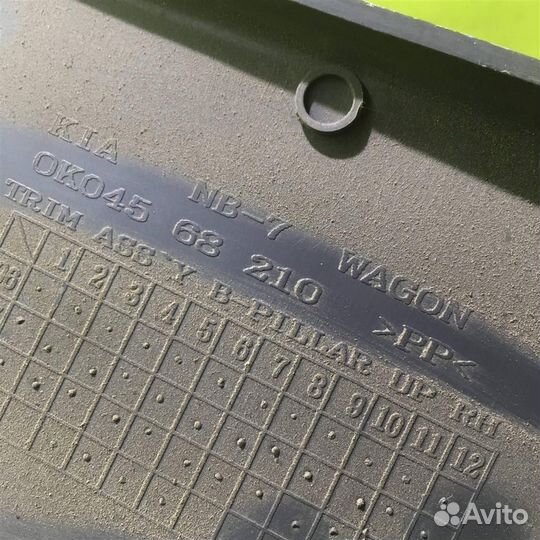 KIA NB-7 WAGON
0K045 68 210 >PP<
TRIM ASS'Y B PILLAR UP RH
1 2 3 4 5 6 7 8 9 10 11 12
Avito